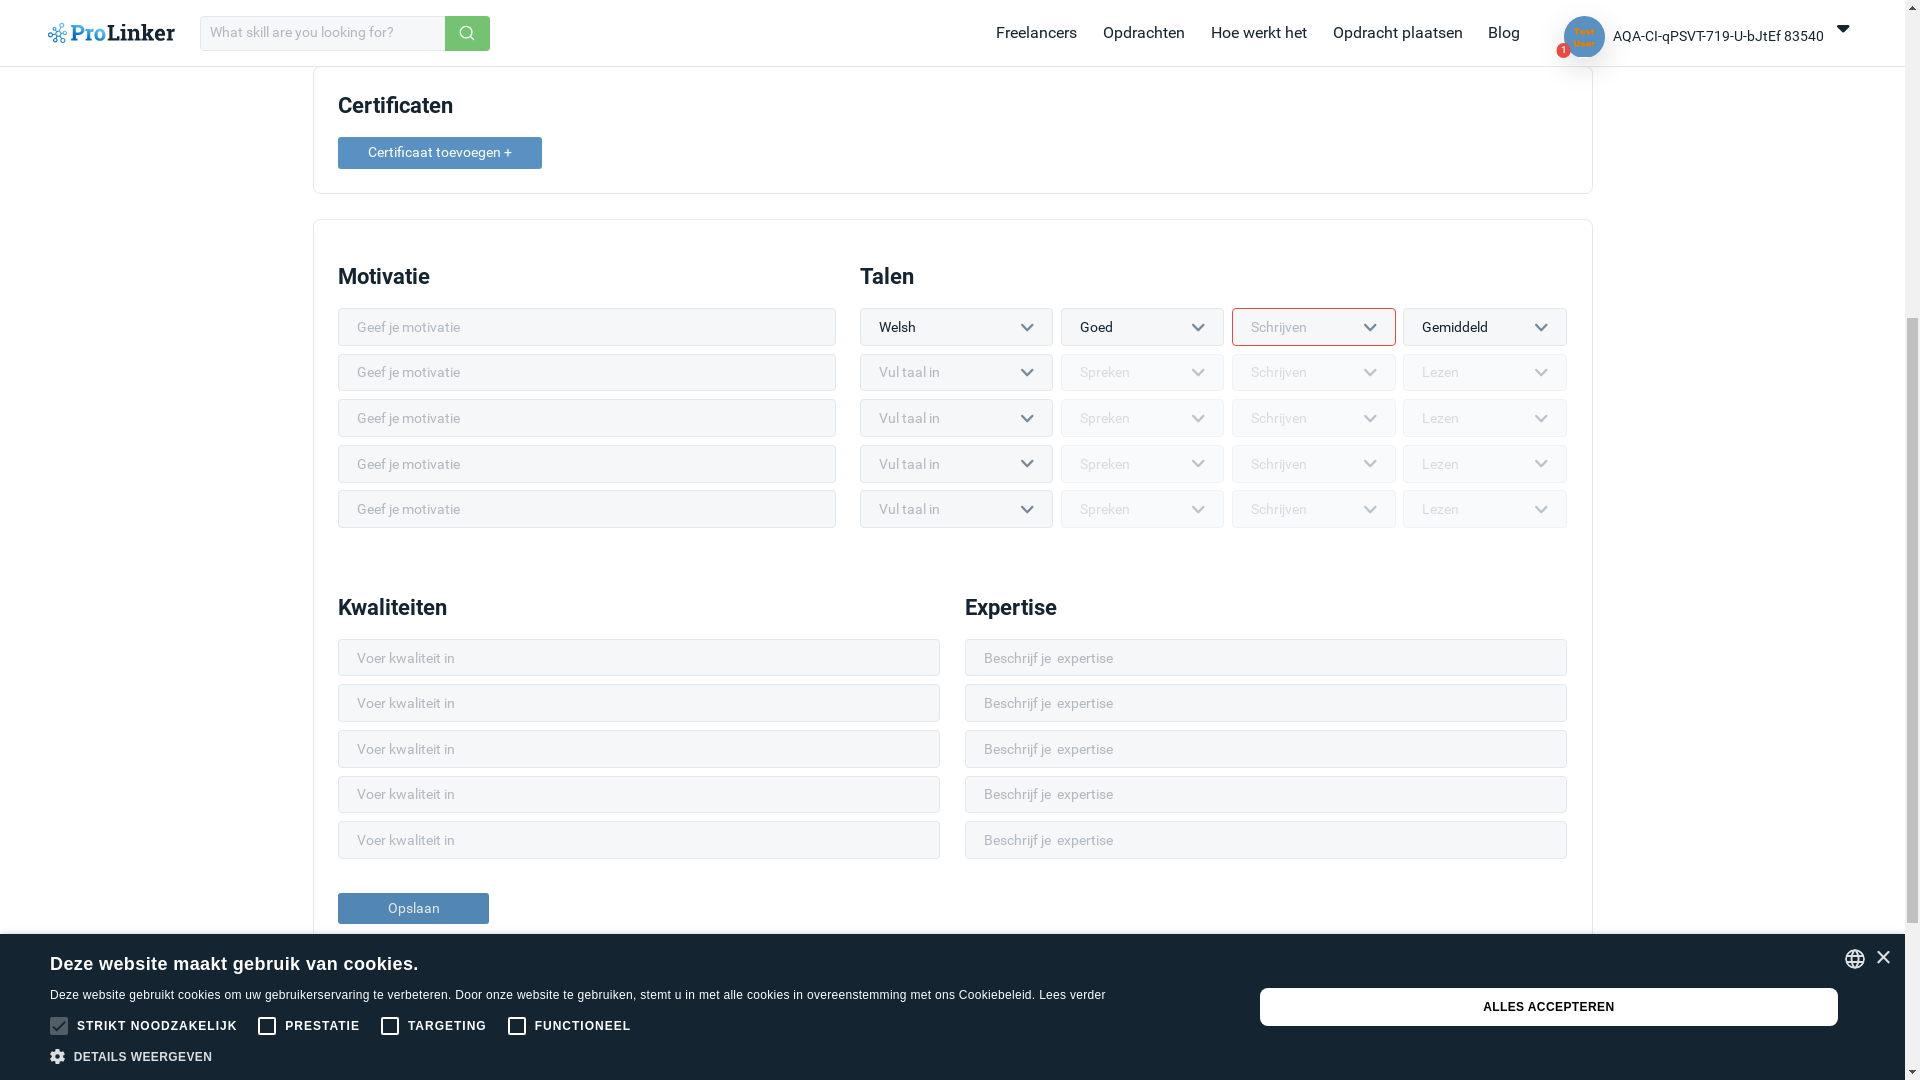 ProLinker
What skill are you looking for?
Freelancers
Opdrachten
Hoe werkt het
Opdracht plaatsen
Blog
Test User
1
AQA-CI-qPSVT-719-U-bJtEf 83540
Certificaten
Certificaat toevoegen +
Motivatie
Talen
Geef je motivatie
Welsh
Goed
Schrijven
Gemiddeld
Geef je motivatie
Vul taal in
Spreken
Schrijven
Lezen
Geef je motivatie
Vul taal in
Spreken
Schrijven
Lezen
Geef je motivatie
Vul taal in
Spreken
Schrijven
Lezen
Geef je motivatie
Vul taal in
Spreken
Schrijven
Lezen
Kwaliteiten
Expertise
Voer kwaliteit in
Beschrijf je expertise
Voer kwaliteit in
Beschrijf je expertise
Voer kwaliteit in
Beschrijf je expertise
Voer kwaliteit in
Beschrijf je expertise
Voer kwaliteit in
Beschrijf je expertise
Opslaan
Deze website maakt gebruik van cookies.
Deze website gebruikt cookies om uw gebruikerservaring te verbeteren. Door onze website te gebruiken, stemt u in met alle cookies in overeenstemming met ons Cookiebeleid. Lees verder
STRIKT NOODZAKELIJK
PRESTATIE
TARGETING
FUNCTIONEEL
DETAILS WEERGEVEN
ALLES ACCEPTEREN